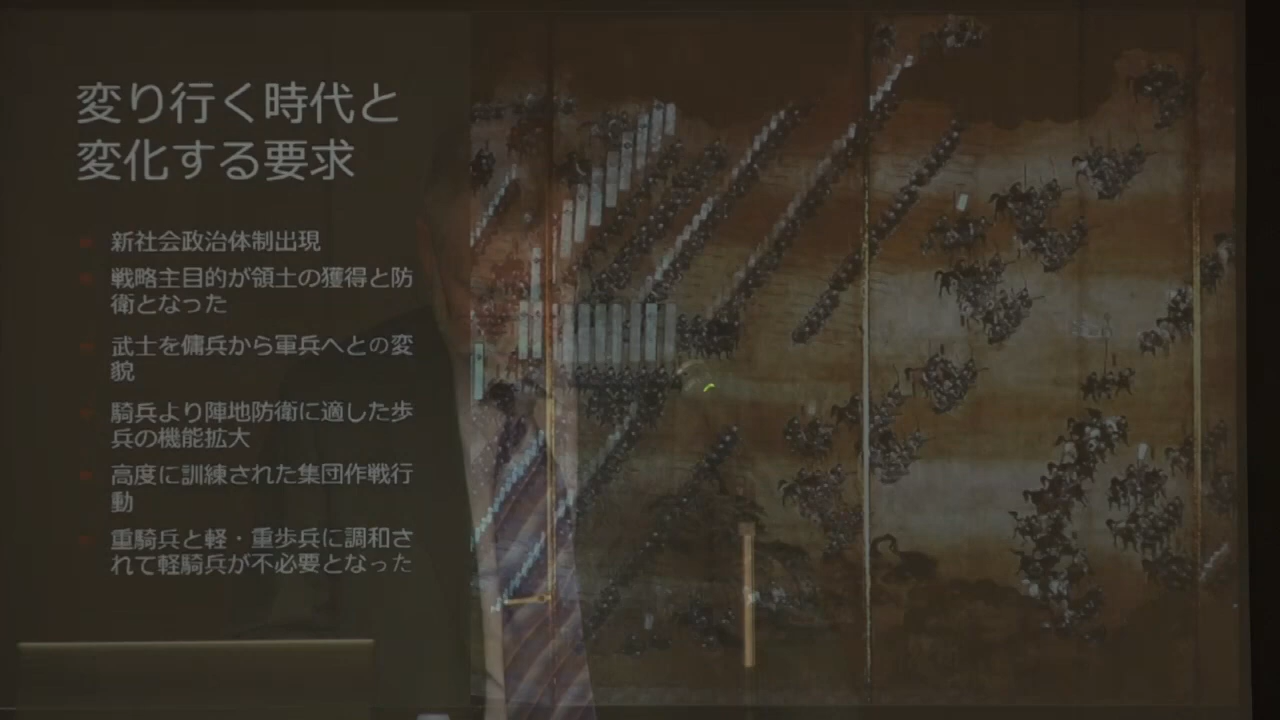 変り行く時代と
変化する要求
新社会政治体制出現
戦略主目的が領土の獲得と防
衛となった
武士を傭兵から軍兵へとの変
貌
騎兵より陣地防衛に適した歩
兵の機能拡大
高度に訓練された集団作戦行
動
重騎兵と軽・重歩兵に調和さ
れて軽騎兵が不必要となった